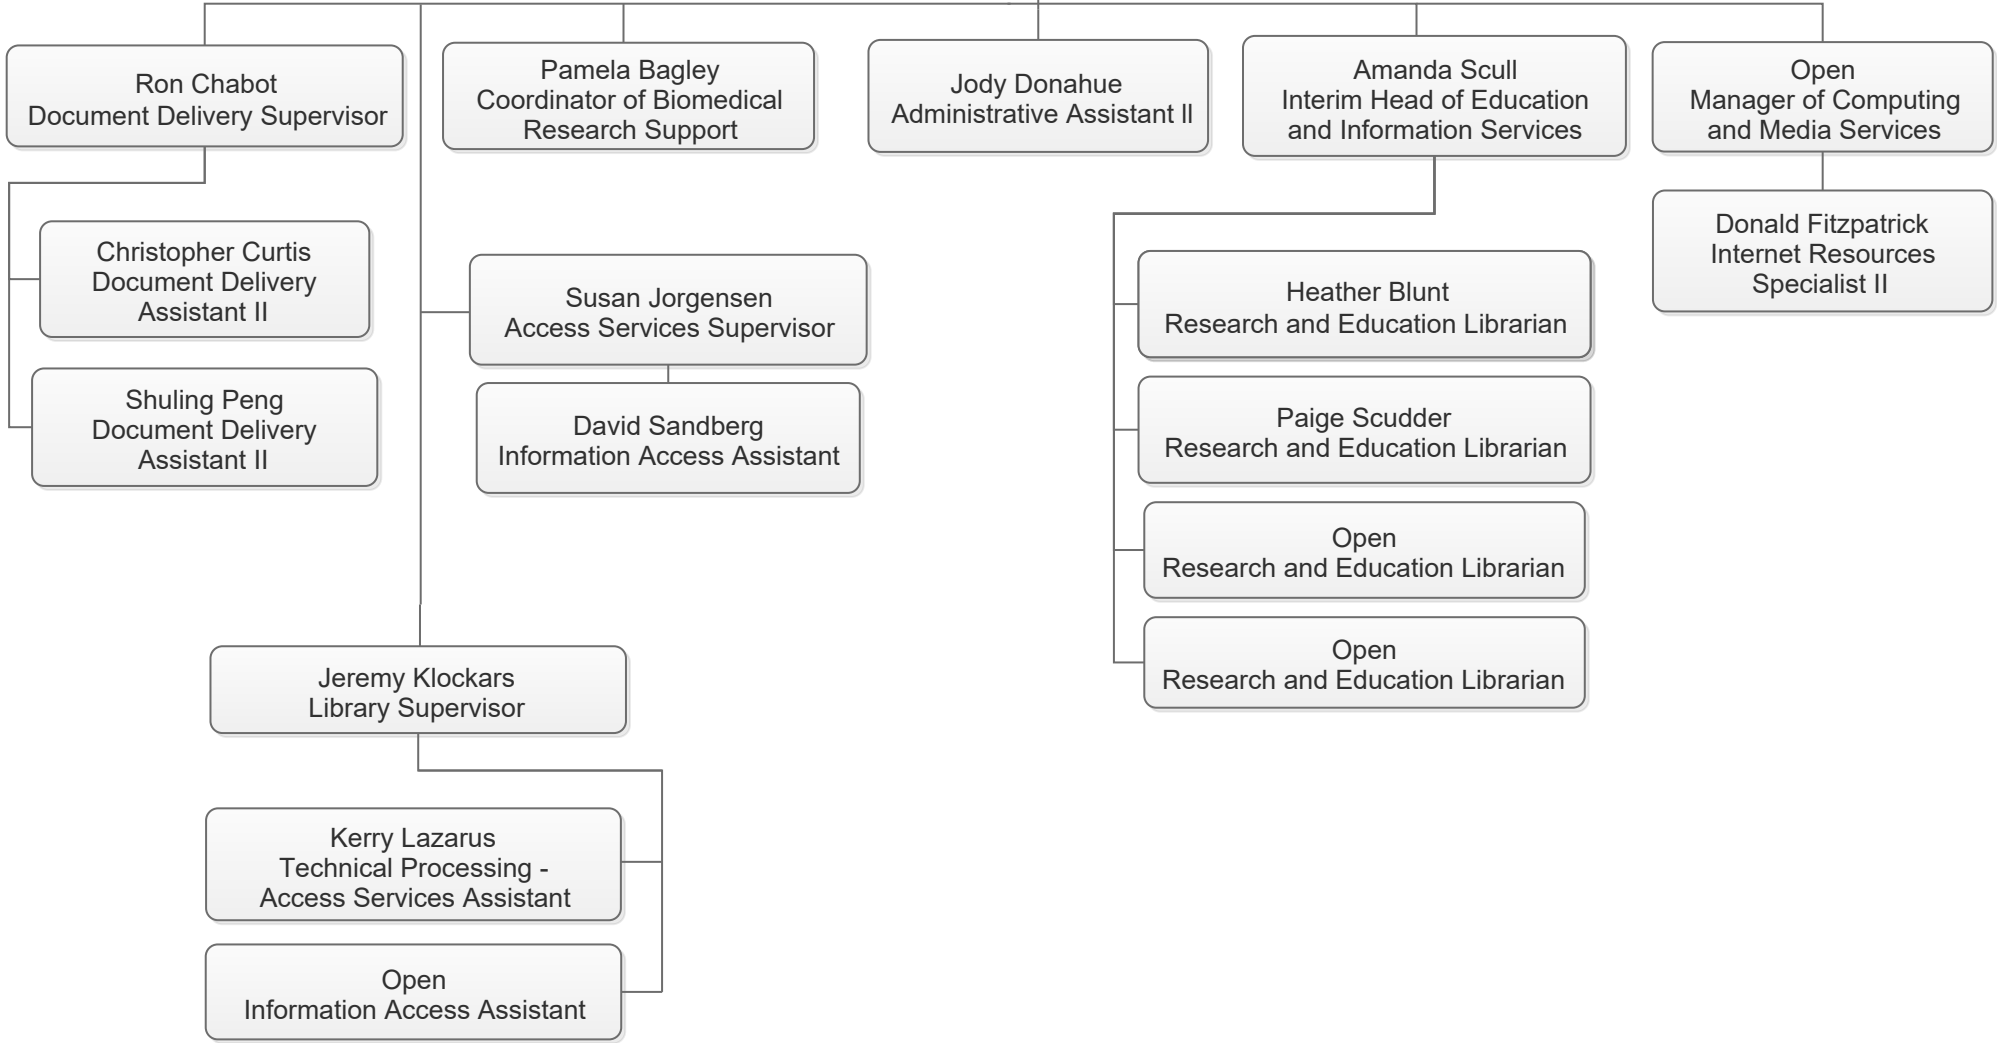 Ron Chabot
Document Delivery Supervisor
Pamela Bagley
Coordinator of Biomedical
Research Support
Jody Donahue
Administrative Assistant ll
Amanda Scull
Interim Head of Education
and Information Services
Open
Manager of Computing
and Media Services
Christopher Curtis
Document Delivery
Assistant II
Shuling Peng
Document Delivery
Assistant II
Susan Jorgensen
Access Services Supervisor
David Sandberg
Information Access Assistant
Heather Blunt
Research and Education Librarian
Paige Scudder
Research and Education Librarian
Open
Research and Education Librarian
Open
Research and Education Librarian
Donald Fitzpatrick
Internet Resources
Specialist II
Jeremy Klockars
Library Supervisor
Kerry Lazarus
Technical Processing -
Access Services Assistant
Open
Information Access Assistant